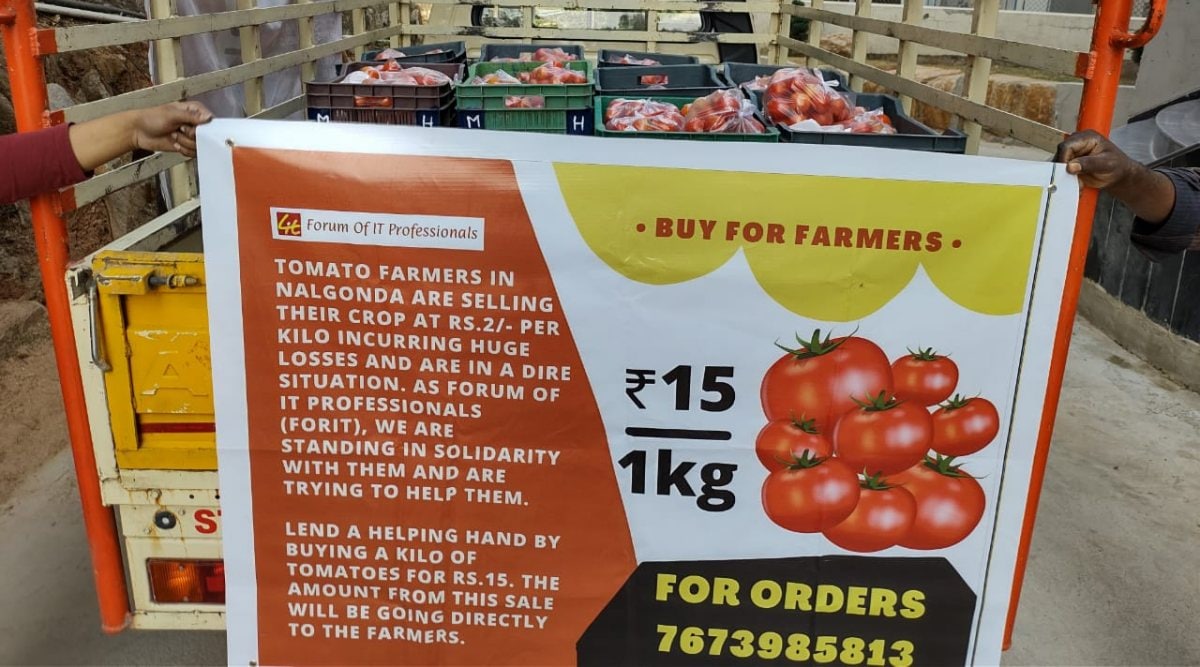 M
H
H
Forum Of IT Professionals
TOMATO FARMERS IN
NALGONDA ARE SELLING
THEIR CROP AT RS.2/- PER
KILO INCURRING HUGE
LOSSES AND ARE IN A DIRE
SITUATION. AS FORUM OF
IT PROFESSIONALS
(FORIT), WE ARE
STANDING IN SOLIDARITY
WITH THEM AND ARE
TRYING TO HELP THEM.
LEND A HELPING HAND BY
BUYING A KILO OF
TOMATOES FOR RS.15. THE
AMOUNT FROM THIS SALE
WILL BE GOING DIRECTLY
TO THE FARMERS.
• BUY FOR FARMERS •
₹15
1kg
FOR ORDERS
7673985813